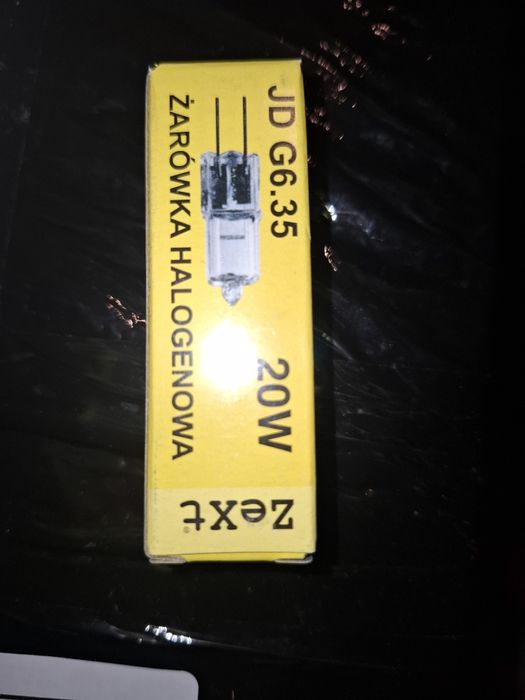 JD G6.35
20W
ŻARÓWKA HALOGENOWA
zext